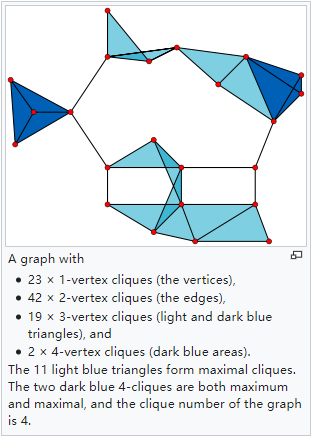 A graph with
• 23 × 1-vertex cliques (the vertices),
• 42 × 2-vertex cliques (the edges),
• 19 × 3-vertex cliques (light and dark blue
triangles), and
• 2 × 4-vertex cliques (dark blue areas).
The 11 light blue triangles form maximal cliques.
The two dark blue 4-cliques are both maximum
and maximal, and the clique number of the graph
is 4.